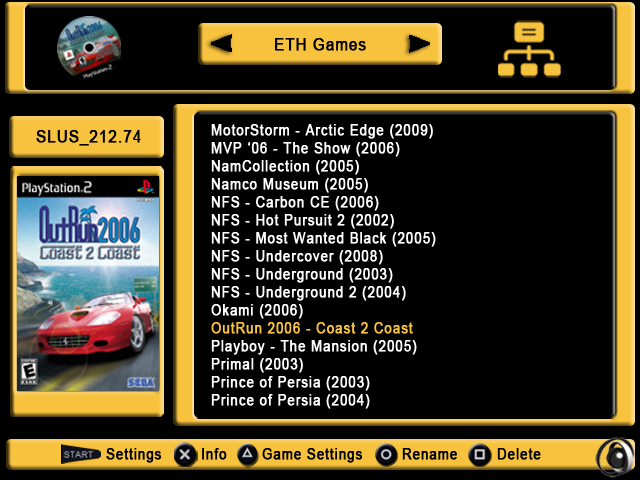 OutRun2006
PlayStation 2
ETH Games
SLUS_212.74
PlayStation 2
OutRun2006
Coast 2 Coast
SEGA
MotorStorm - Arctic Edge (2009)
MVP '06 - The Show (2006)
NamCollection (2005)
Namco Museum (2005)
NFS - Carbon CE (2006)
NFS - Hot Pursuit 2 (2002)
NFS - Most Wanted Black (2005)
NFS - Undercover (2008)
NFS - Underground (2003)
NFS - Underground 2 (2004)
Okami (2006)
OutRun 2006 - Coast 2 Coast
Playboy - The Mansion (2005)
Primal (2003)
Prince of Persia (2003)
Prince of Persia (2004)
START Settings Info Game Settings Rename Delete